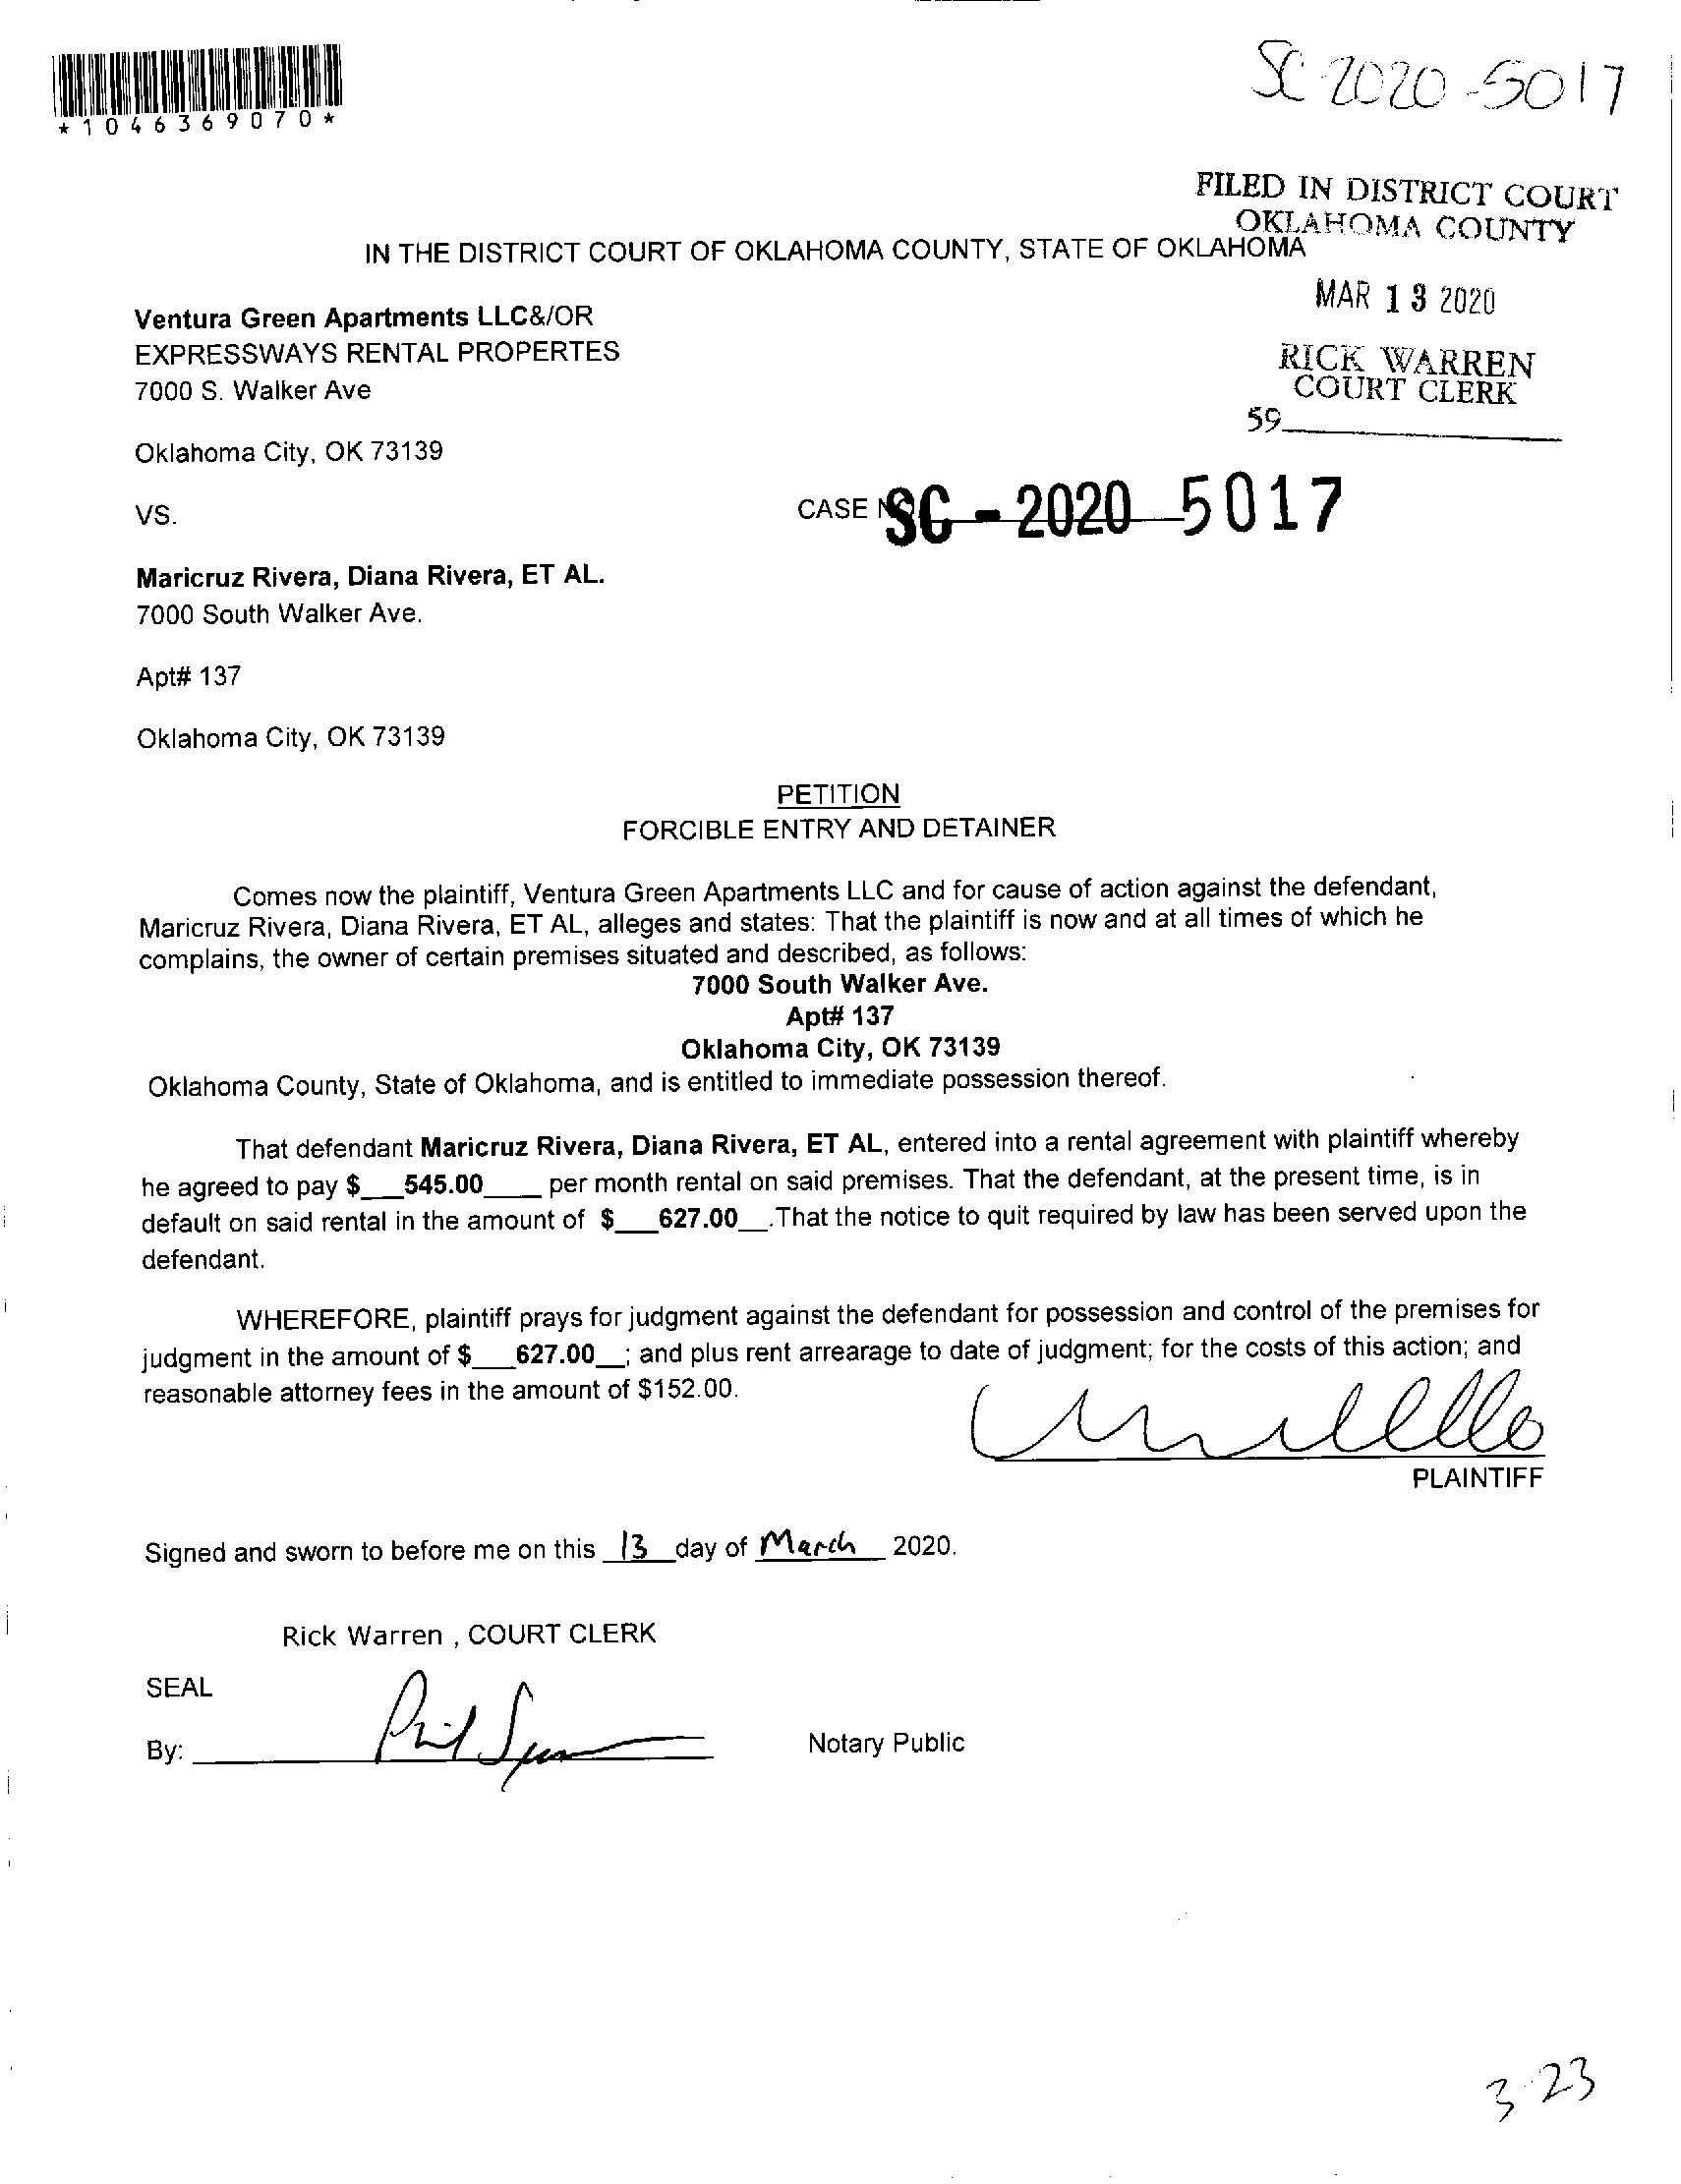 SC 2020-5017
*1046369070*
FILED IN DISTRICT COURT
OKLAHOMA COUNTY
IN THE DISTRICT COURT OF OKLAHOMA COUNTY, STATE OF OKLAHOMA
MAR 13 2020
Ventura Green Apartments LLC&/OR
EXPRESSWAYS RENTAL PROPERTES
RICK WARREN
COURT CLERK
7000 S. Walker Ave
59
Oklahoma City, OK 73139
VS.
CASE SC - 2020 5017
Maricruz Rivera, Diana Rivera, ET AL.
7000 South Walker Ave.
Apt# 137
Oklahoma City, OK 73139
PETITION
FORCIBLE ENTRY AND DETAINER
Comes now the plaintiff, Ventura Green Apartments LLC and for cause of action against the defendant,
Maricruz Rivera, Diana Rivera, ET AL, alleges and states: That the plaintiff is now and at all times of which he
complains, the owner of certain premises situated and described, as follows:
7000 South Walker Ave.
Apt# 137
Oklahoma City, OK 73139
Oklahoma County, State of Oklahoma, and is entitled to immediate possession thereof.
That defendant Maricruz Rivera, Diana Rivera, ET AL, entered into a rental agreement with plaintiff whereby
he agreed to pay $___545.00____ per month rental on said premises. That the defendant, at the present time, is in
default on said rental in the amount of $___627.00__.That the notice to quit required by law has been served upon the
defendant.
WHEREFORE, plaintiff prays for judgment against the defendant for possession and control of the premises for
judgment in the amount of $___627.00__; and plus rent arrearage to date of judgment; for the costs of this action; and
reasonable attorney fees in the amount of $152.00.
PLAINTIFF
Signed and sworn to before me on this 13 day of March 2020.
Rick Warren , COURT CLERK
SEAL
By:
Notary Public
3-23